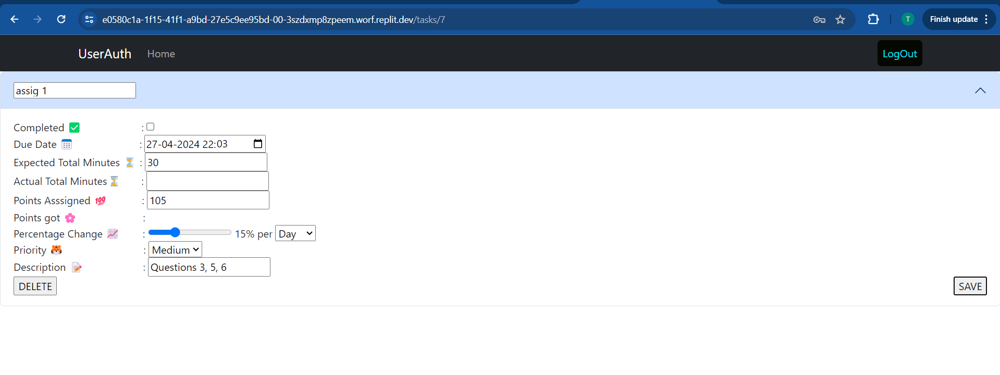 e0580c1a-1f15-41f1-a9bd-27e5c9ee95bd-00-3szdxmp8zpeem.worf.replit.dev/tasks/7
T
Finish update
UserAuth Home LogOut
assig 1
Completed ✅ :
Due Date 📅 : 27-04-2024 22:03
Expected Total Minutes ⏳ : 30
Actual Total Minutes⏳ :
Points Asssigned 💯 : 105
Points got 🌸 :
Percentage Change 📈 : 15% per Day
Priority 🐯 : Medium
Description 📝 : Questions 3, 5, 6
DELETE SAVE